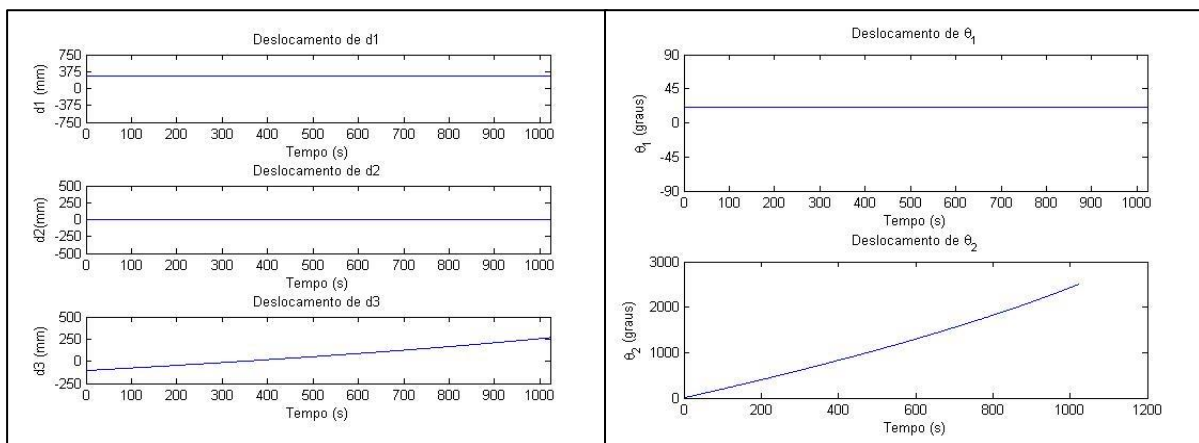 Deslocamento de d1
d1 (mm)
750
375
0
-375
-750
0 100 200 300 400 500 600 700 800 900 1000
Tempo (s)
Deslocamento de d2
d2(mm)
500
250
0
-250
-500
0 100 200 300 400 500 600 700 800 900 1000
Tempo (s)
Deslocamento de d3
d3 (mm)
500
250
0
-250
0 100 200 300 400 500 600 700 800 900 1000
Tempo (s)
Deslocamento de θ1
θ1 (graus)
90
45
0
-45
-90
0 100 200 300 400 500 600 700 800 900 1000
Tempo (s)
Deslocamento de θ2
θ2 (graus)
3000
2000
1000
0
0 200 400 600 800 1000 1200
Tempo (s)